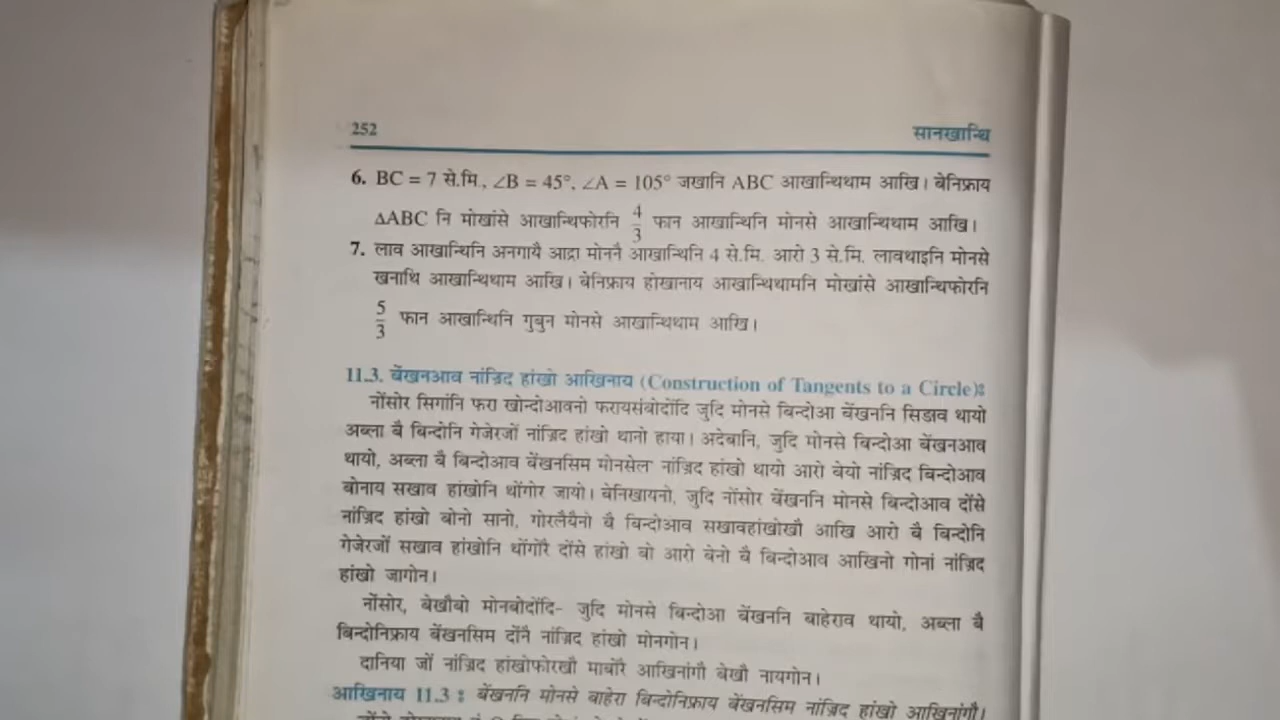 252
सानखान्थि
6. BC = 7 से.मि., ∠B = 45°, ∠A = 105° जखानि ABC आखान्थिथाम आखि। बेनिफ्राय
ΔABC नि मोखांसे आखान्थिफोरनि 4/3 फान आखान्थिनि मोनसे आखान्थिथाम आखि।
7. लाव आखान्थिनि अनगायै आद्रा मोननै आखान्थिनि 4 से.मि. आरो 3 से.मि. लावथाइनि मोनसे
खनाथि आखान्थिथाम आखि। बेनिफ्राय होखानाय आखान्थिथामनि मोखांसे आखान्थिफोरनि
5/3 फान आखान्थिनि गुबुन मोनसे आखान्थिथाम आखि।
11.3. बेंखनआव नांज्रिद हांखो आखिनाय (Construction of Tangents to a Circle):
नोंसोर सिगांनि फरा खोन्दोआवनो फरायसंबोदोंदि जुदि मोनसे बिन्दोआ बेंखननि सिङाव थायो
अब्ला बै बिन्दोनि गेजेरजों नांज्रिद हांखो थानो हाया। अदेबानि, जुदि मोनसे बिन्दोआ बेंखनआव
थायो, अब्ला बै बिन्दोआव बेंखनसिम मोनसेल' नांज्रिद हांखो थायो आरो बेयो नांज्रिद बिन्दोआव
बोनाय सखाव हांखोनि थोंगोर जायो। बेनिखायनो, जुदि नोंसोर बेंखननि मोनसे बिन्दोआव दोंसे
नांज्रिद हांखो बोनो सानो, गोरलैयैनो बै बिन्दोआव सखावहांखोखौ आखि आरो बै बिन्दोनि
गेजेरजों सखाव हांखोनि थोंगोरै दोंसे हांखो बो आरो बेनो बै बिन्दोआव आखिनो गोनां नांज्रिद
हांखो जागोन।
नोंसोर, बेखौबो मोनबोदोंदि- जुदि मोनसे बिन्दोआ बेंखननि बाहेराव थायो, अब्ला बै
बिन्दोनिफ्राय बेंखनसिम दोंनै नांज्रिद हांखो मोनगोन।
दानिया जों नांज्रिद हांखोफोरखौ माबोरै आखिनांगौ बेखौ नायगोन।
आखिनाय 11.3 : बेंखननि मोनसे बाहेरा बिन्दोनिफ्राय बेंखनसिम नांज्रिद हांखो आखिनांगौ।